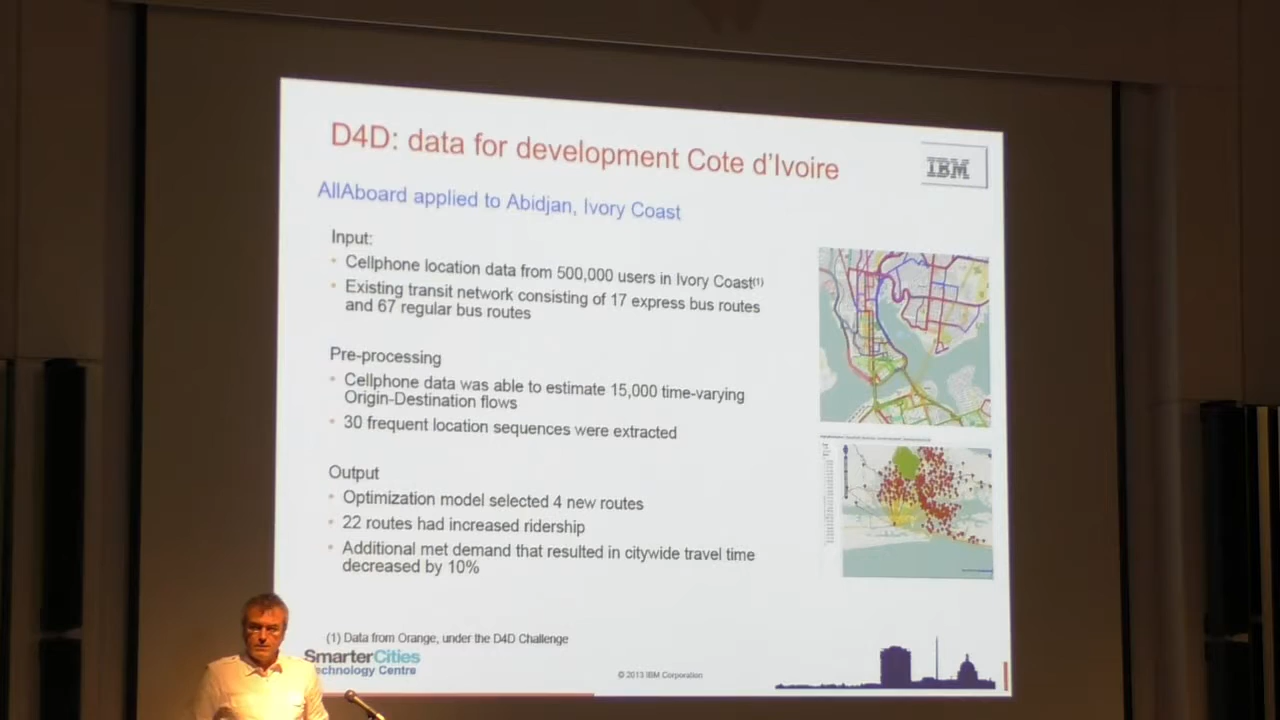 D4D: data for development Cote d'Ivoire
IBM
AllAboard applied to Abidjan, Ivory Coast
Input:
• Cellphone location data from 500,000 users in Ivory Coast(1)
• Existing transit network consisting of 17 express bus routes
and 67 regular bus routes
Pre-processing
• Cellphone data was able to estimate 15,000 time-varying
Origin-Destination flows
• 30 frequent location sequences were extracted
Output
• Optimization model selected 4 new routes
• 22 routes had increased ridership
• Additional met demand that resulted in citywide travel time
decreased by 10%
(1) Data from Orange, under the D4D Challenge
SmarterCities
echnology Centre
© 2013 IBM Corporation